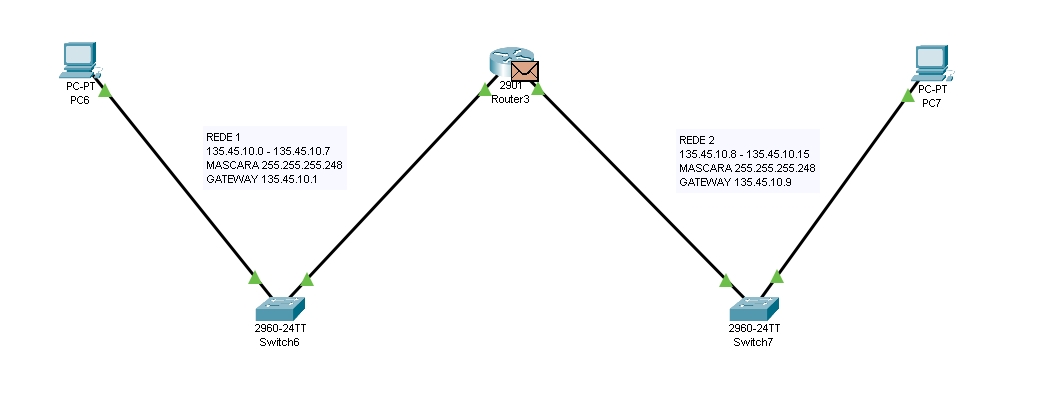 PC-PT
PC6
2901
Router3
PC-PT
PC7
REDE 1
135.45.10.0 - 135.45.10.7
MASCARA 255.255.255.248
GATEWAY 135.45.10.1
REDE 2
135.45.10.8 - 135.45.10.15
MASCARA 255.255.255.248
GATEWAY 135.45.10.9
2960-24TT
Switch6
2960-24TT
Switch7